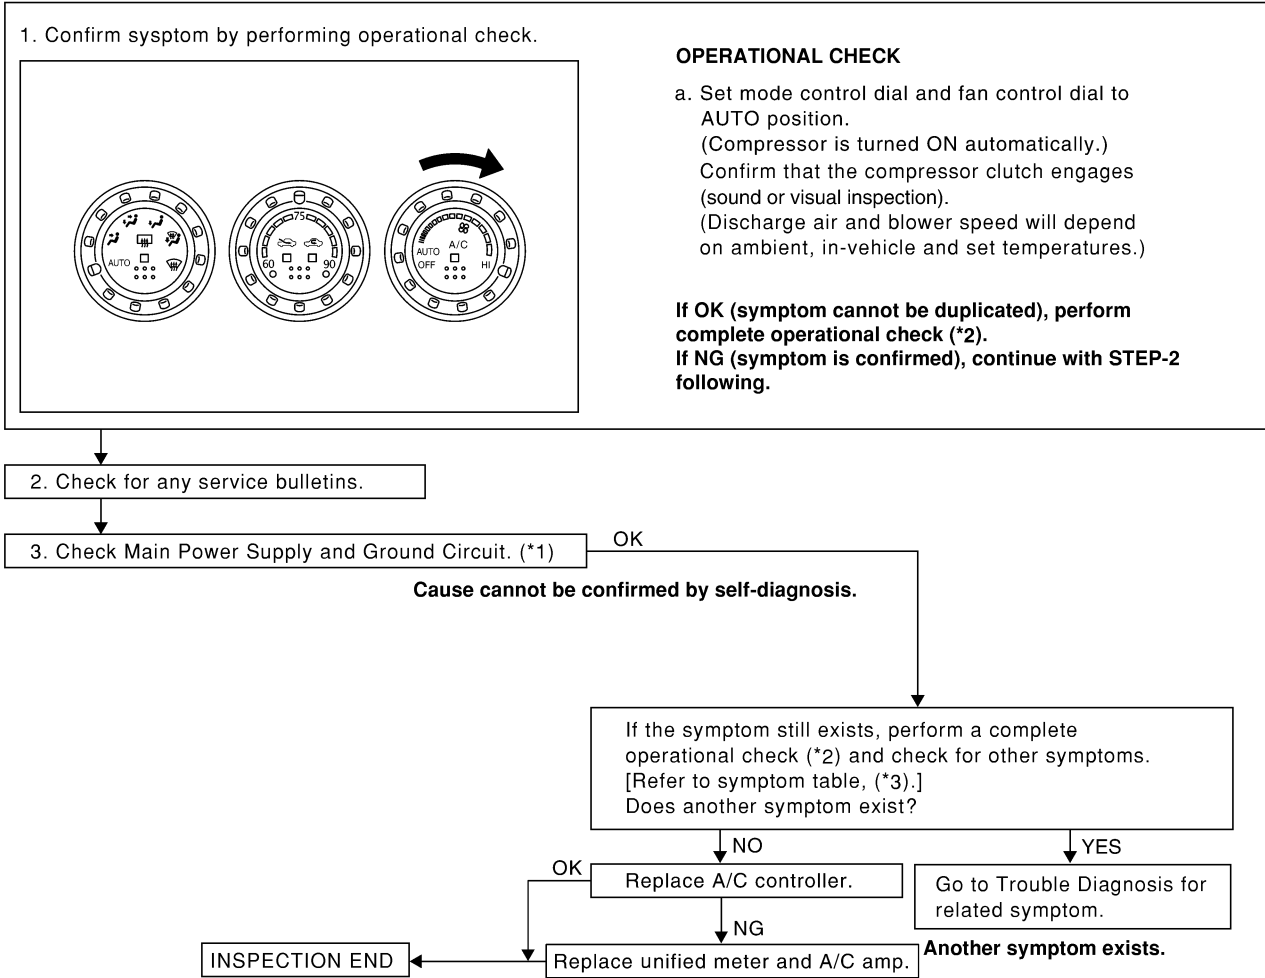 1. Confirm sysptom by performing operational check.
75
AUTO
60
90
AUTO
OFF
A/C
HI
OPERATIONAL CHECK
a. Set mode control dial and fan control dial to
AUTO position.
(Compressor is turned ON automatically.)
Confirm that the compressor clutch engages
(sound or visual inspection).
(Discharge air and blower speed will depend
on ambient, in-vehicle and set temperatures.)
If OK (symptom cannot be duplicated), perform
complete operational check (*2).
If NG (symptom is confirmed), continue with STEP-2
following.
2. Check for any service bulletins.
3. Check Main Power Supply and Ground Circuit. (*1)
OK
Cause cannot be confirmed by self-diagnosis.
If the symptom still exists, perform a complete
operational check (*2) and check for other symptoms.
[Refer to symptom table, (*3).]
Does another symptom exist?
NO
YES
OK
Replace A/C controller.
Go to Trouble Diagnosis for
related symptom.
NG
Another symptom exists.
INSPECTION END
Replace unified meter and A/C amp.